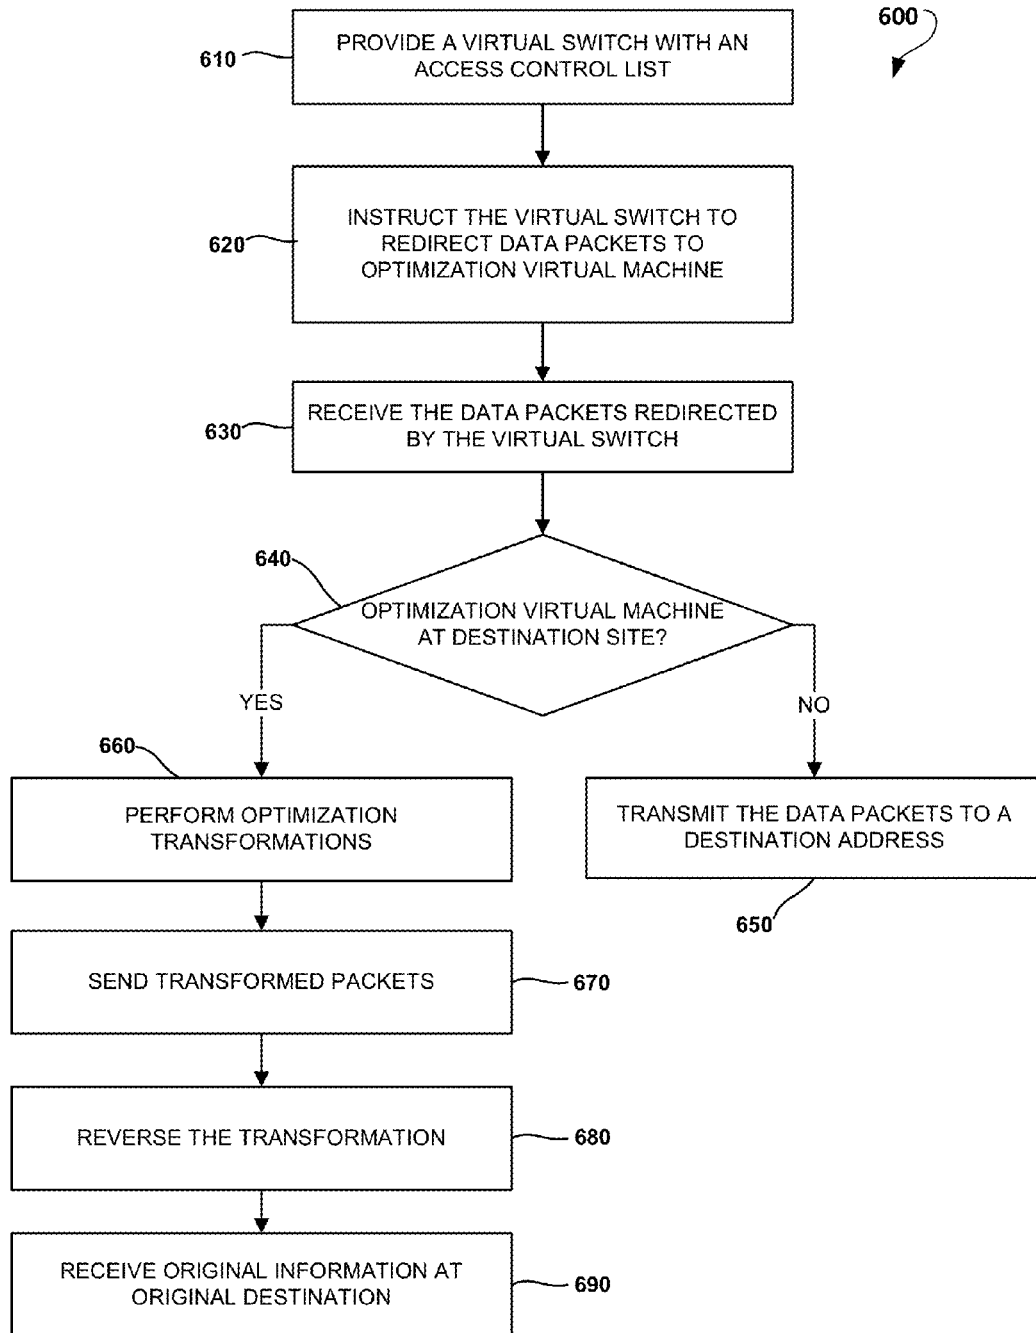 600
610
PROVIDE A VIRTUAL SWITCH WITH AN
ACCESS CONTROL LIST
620
INSTRUCT THE VIRTUAL SWITCH TO
REDIRECT DATA PACKETS TO
OPTIMIZATION VIRTUAL MACHINE
630
RECEIVE THE DATA PACKETS REDIRECTED
BY THE VIRTUAL SWITCH
640
OPTIMIZATION VIRTUAL MACHINE
AT DESTINATION SITE?
YES
NO
660
PERFORM OPTIMIZATION
TRANSFORMATIONS
TRANSMIT THE DATA PACKETS TO A
DESTINATION ADDRESS
650
SEND TRANSFORMED PACKETS
670
REVERSE THE TRANSFORMATION
680
RECEIVE ORIGINAL INFORMATION AT
ORIGINAL DESTINATION
690